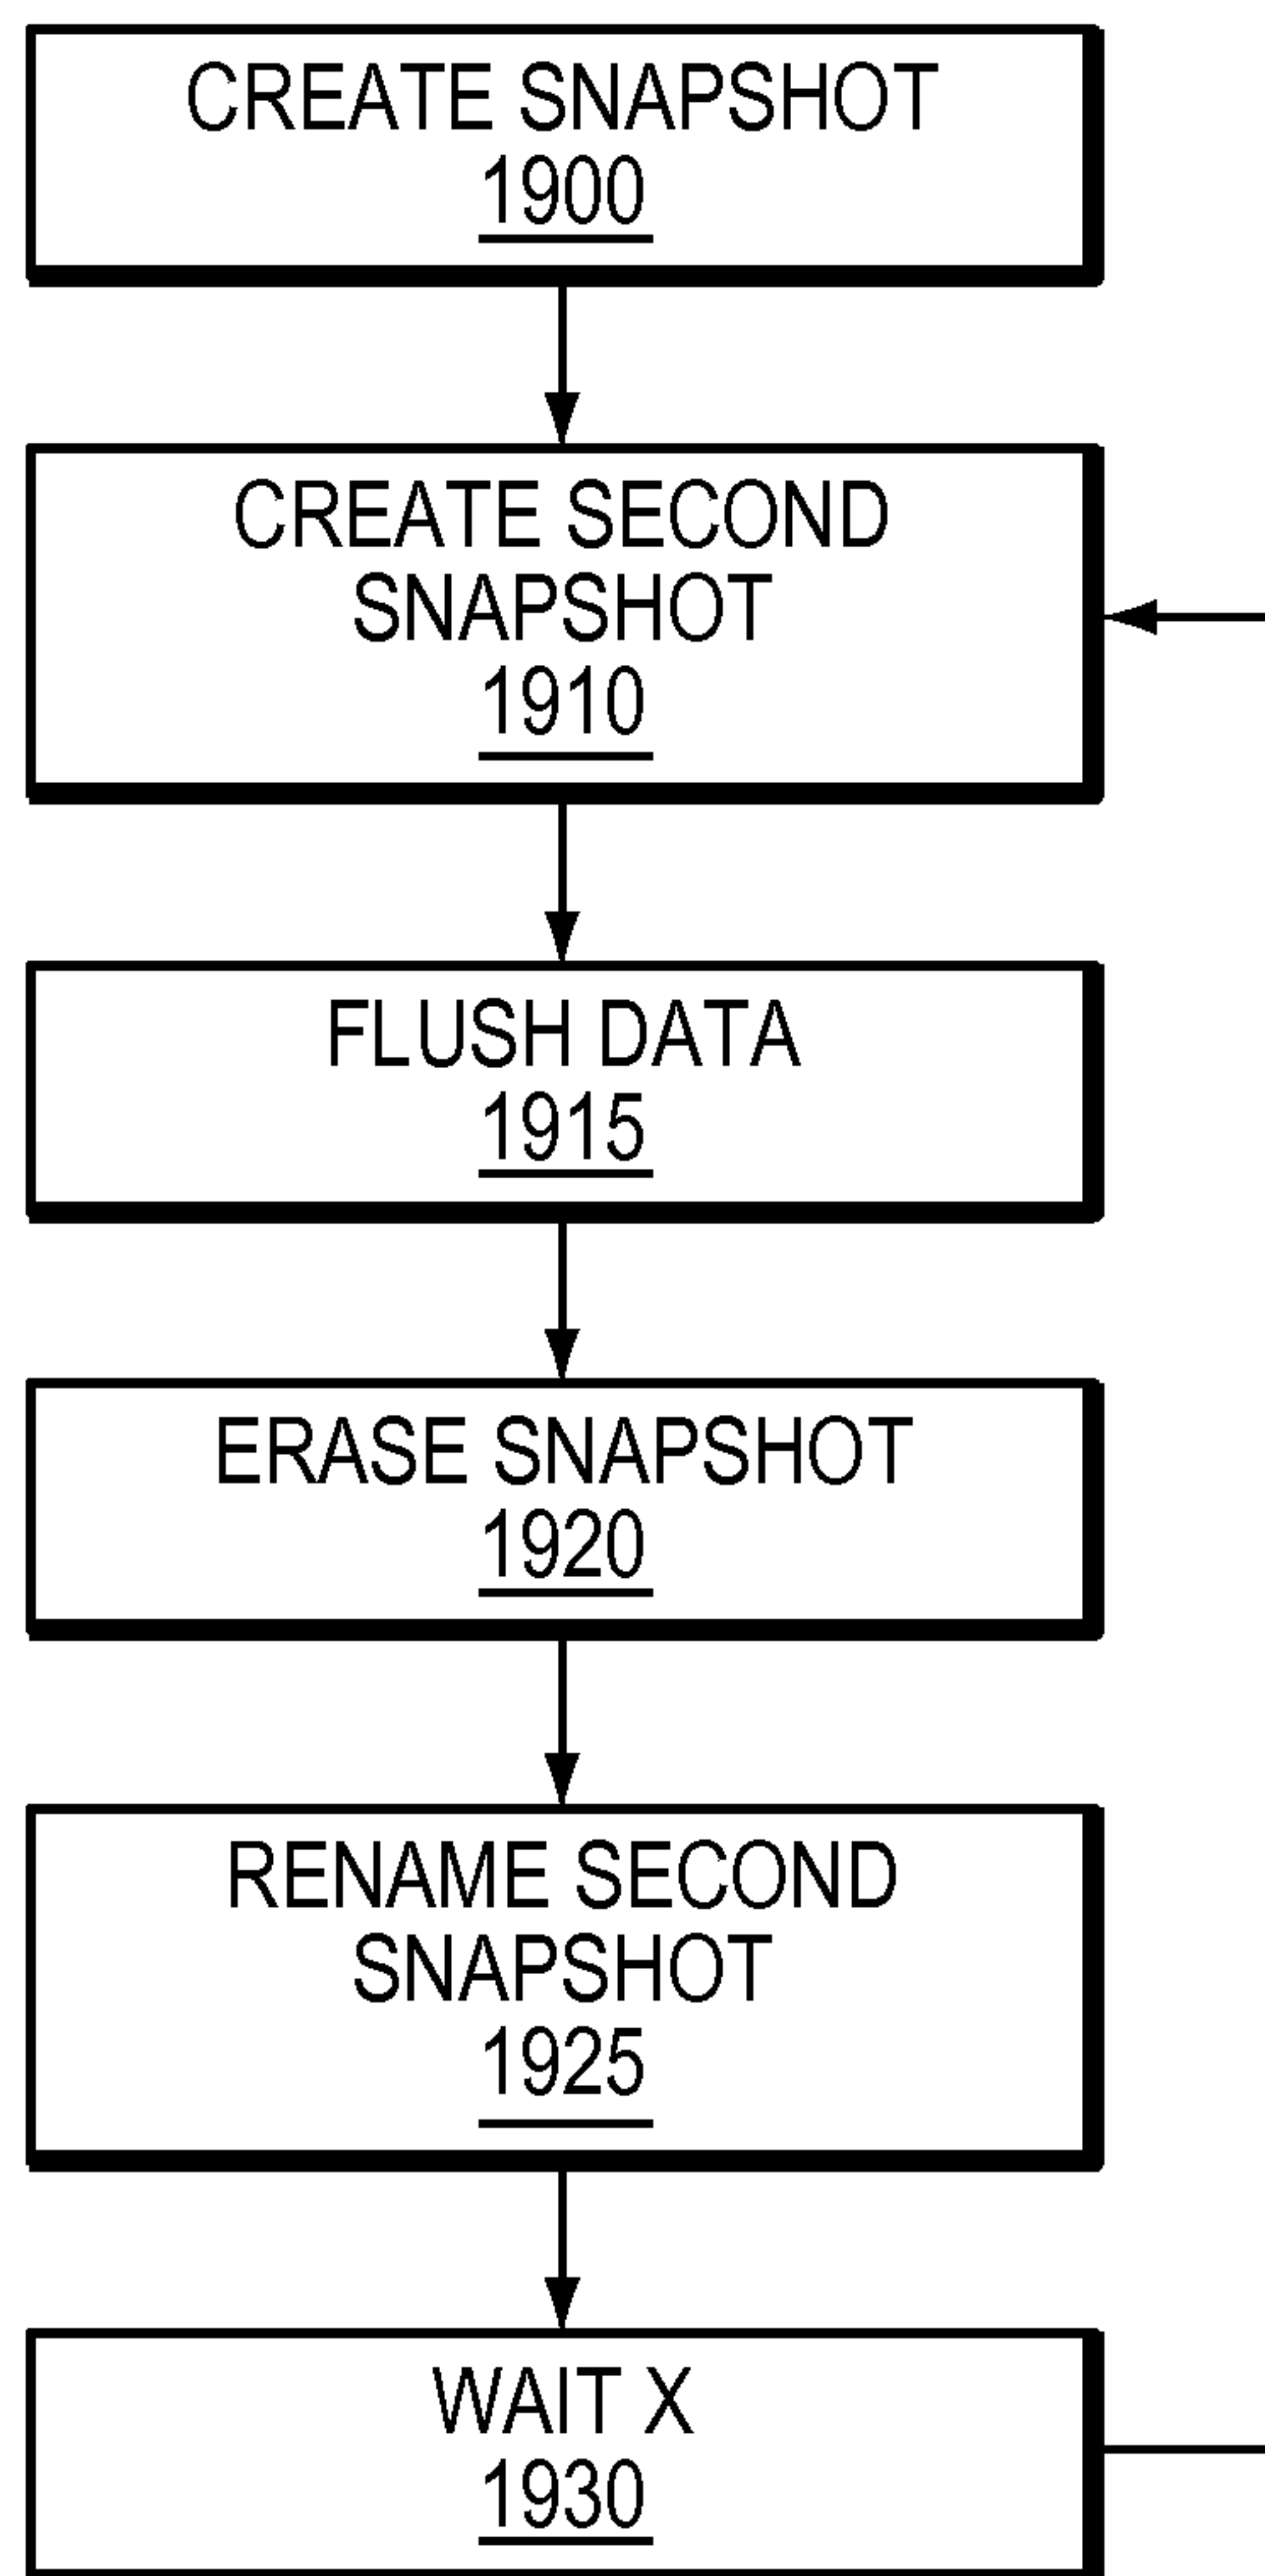 CREATE SNAPSHOT
1900
CREATE SECOND
SNAPSHOT
1910
FLUSH DATA
1915
ERASE SNAPSHOT
1920
RENAME SECOND
SNAPSHOT
1925
WAIT X
1930